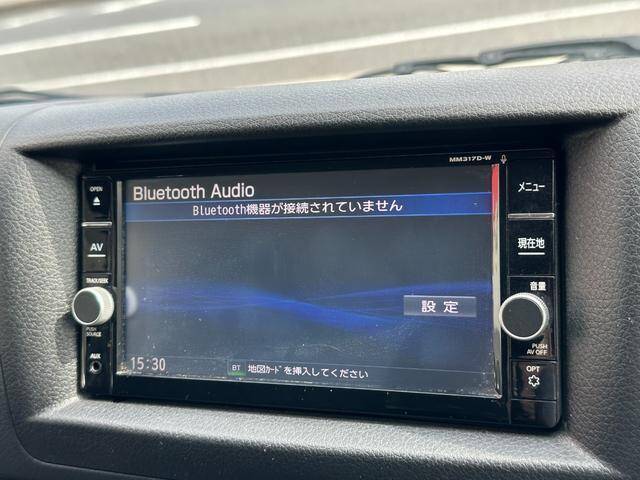 MM317D-W
OPEN
メニュー
Bluetooth Audio
Bluetooth機器が接続されていません
AV
現在地
TRACK/SEEK
音量
設定
PUSH
SOURCE
PUSH
AV OFF
AUX
15:30
BT 地図ｶｰﾄﾞを挿入してください
OPT